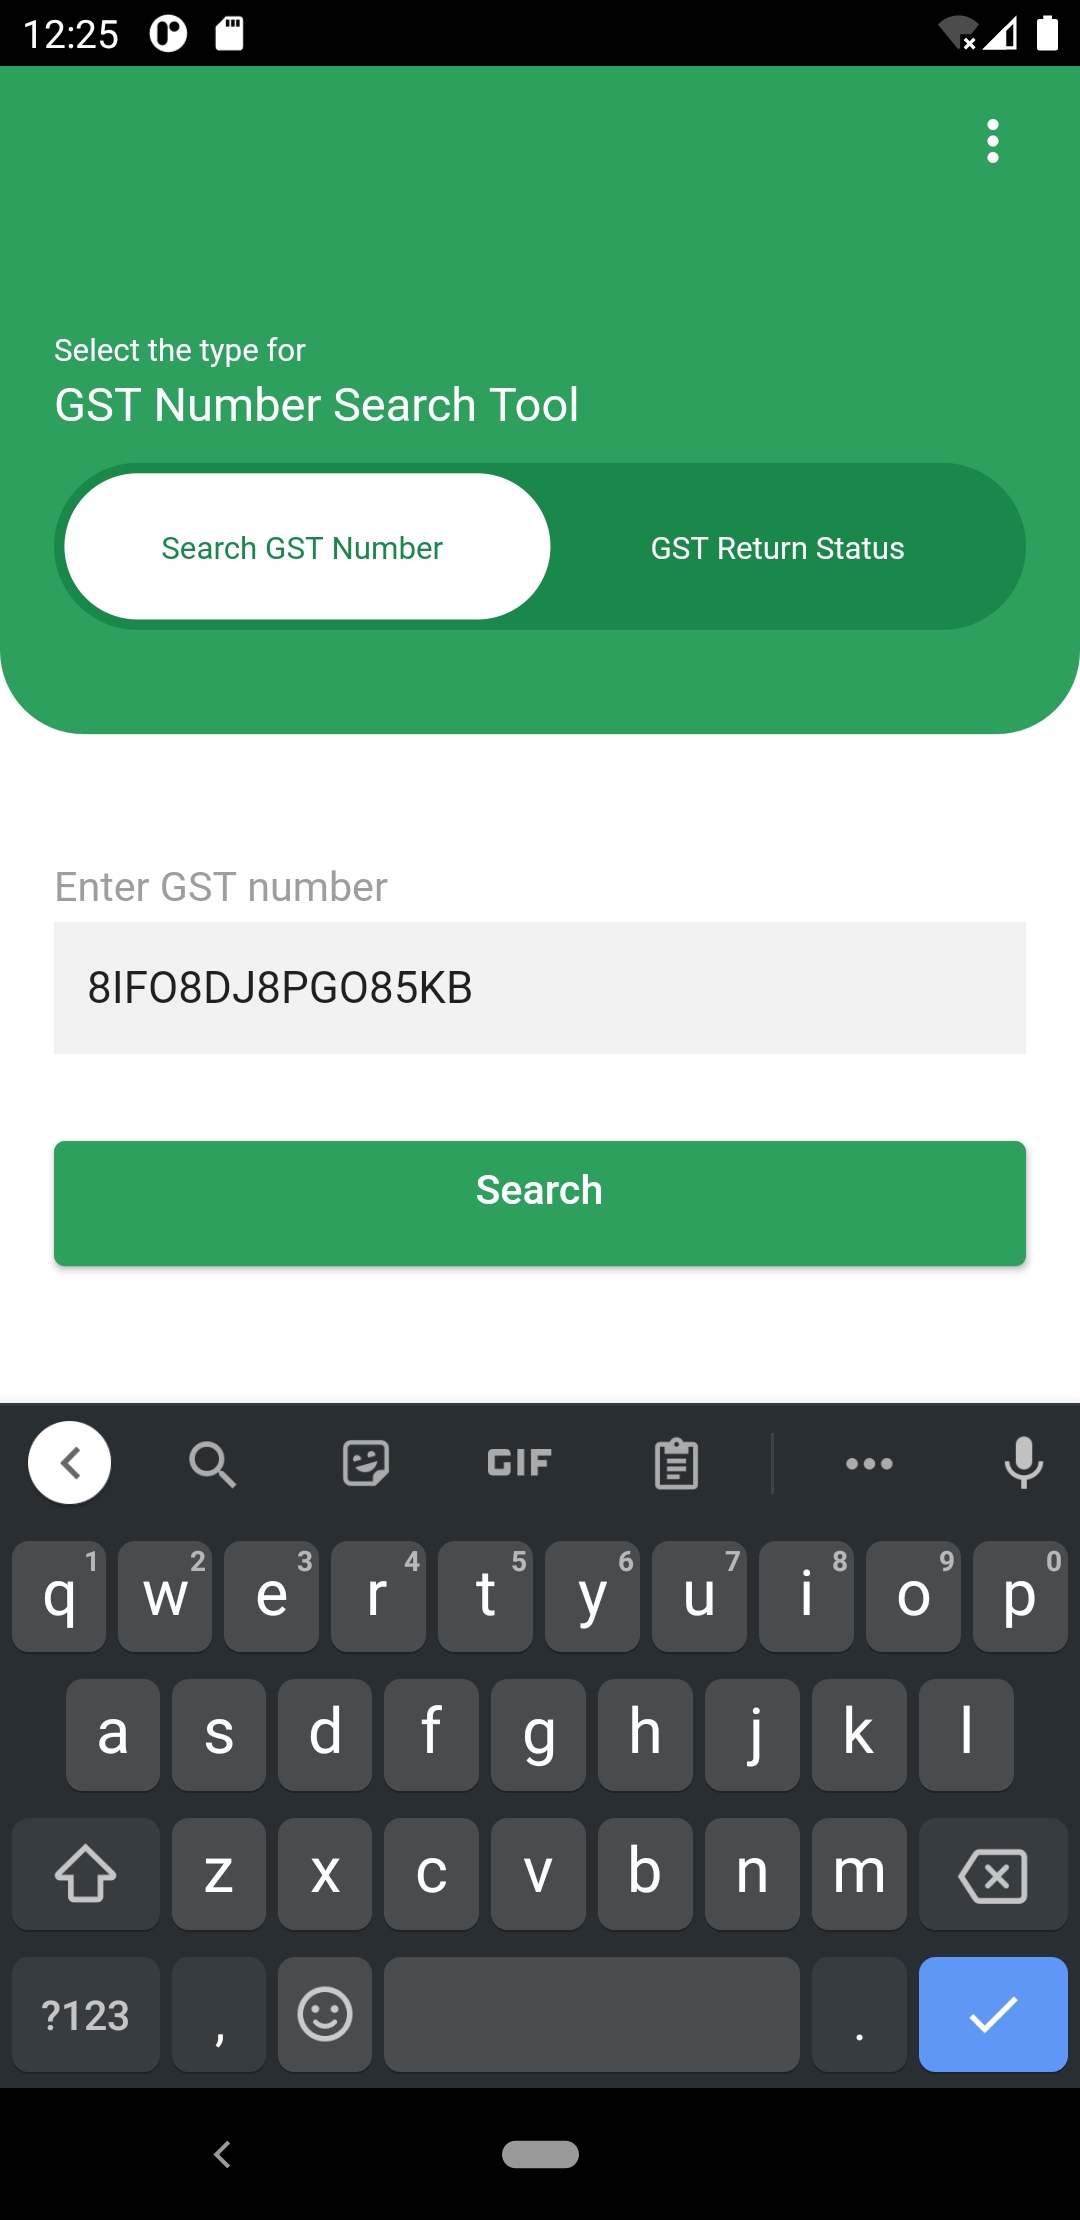 12:25
Select the type for
GST Number Search Tool
Search GST Number GST Return Status
Enter GST number
8IFO8DJ8PGO85KB
Search
GIF
q 1 w 2 e 3 r 4 t 5 y 6 u 7 i 8 o 9 p 0
a s d f g h j k l
z x c v b n m
?123 , .